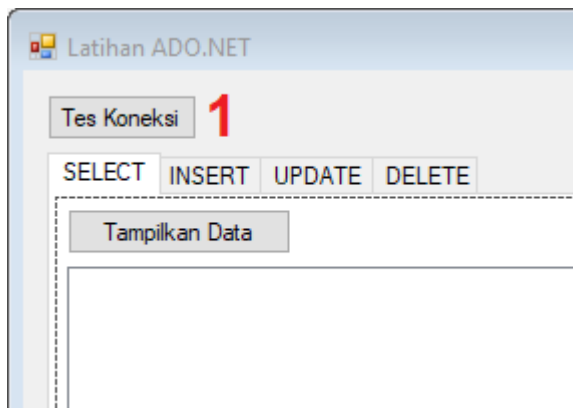 Latihan ADO.NET
Tes Koneksi 1
SELECT INSERT UPDATE DELETE
Tampilkan Data